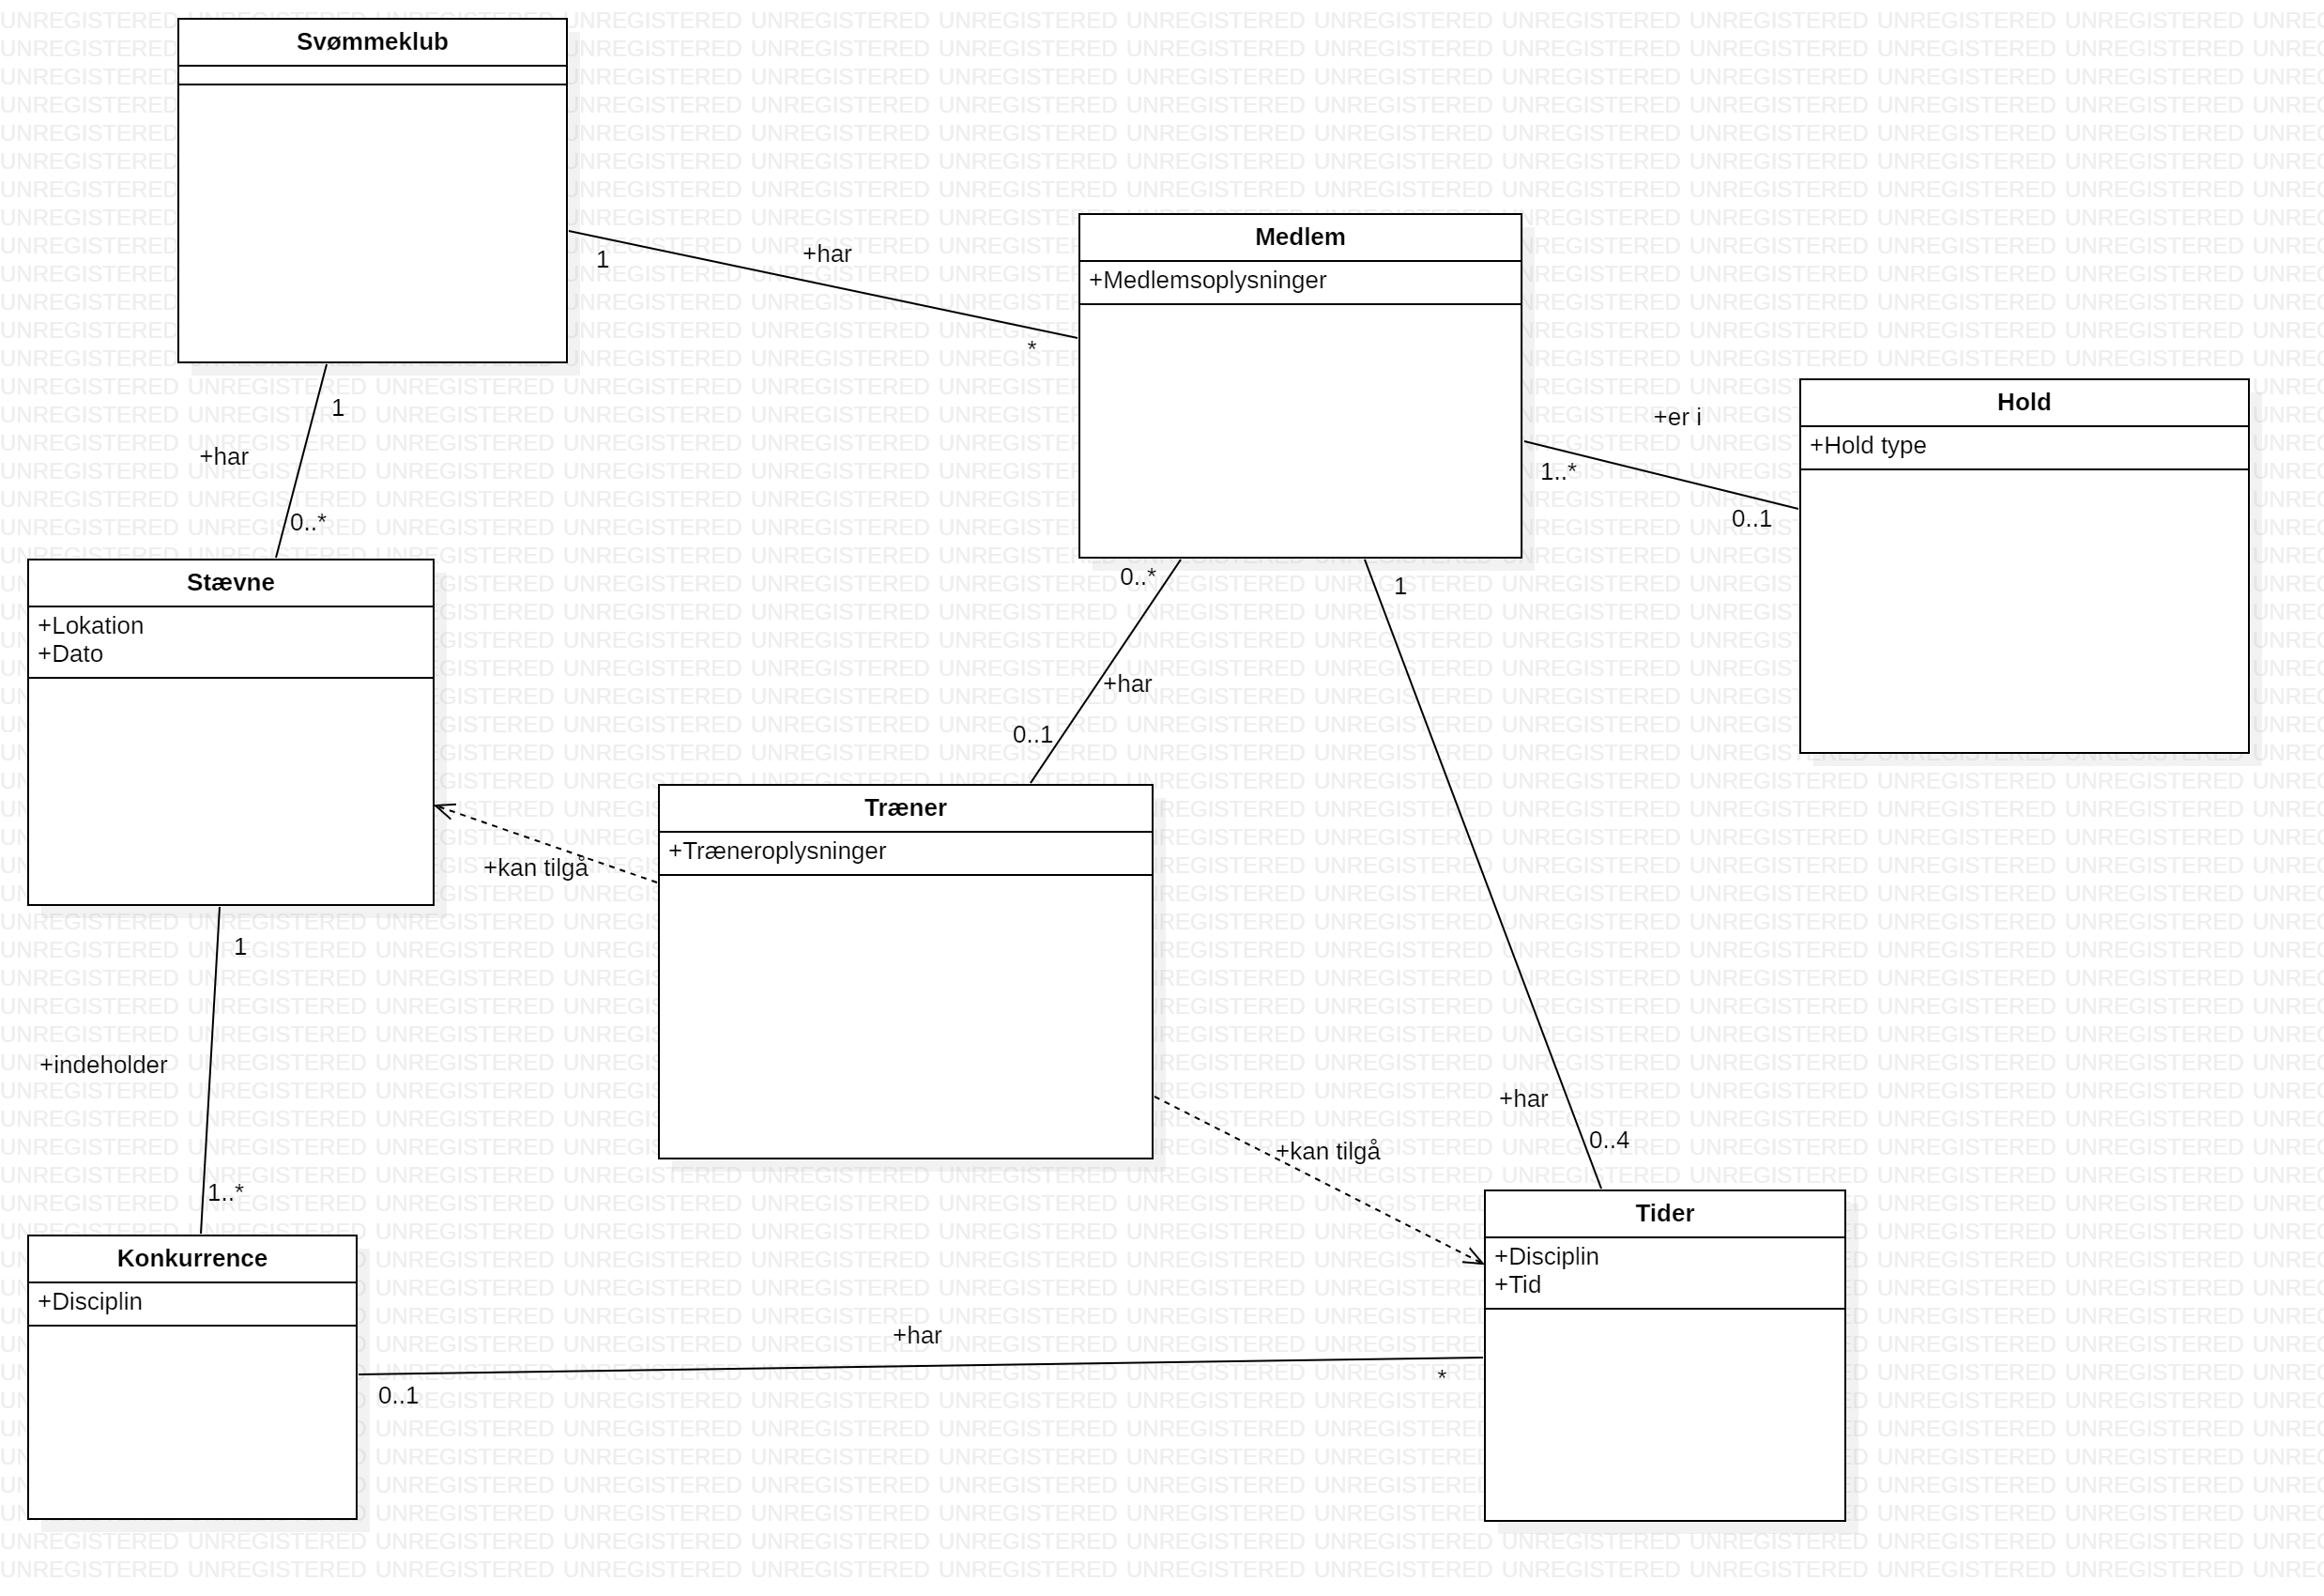 Svømmeklub
1
+har
*
Medlem
+Medlemsoplysninger
1
+har
0..*
Hold
+Hold type
+er i
1..*
0..1
Stævne
+Lokation
+Dato
0..*
+har
0..1
1
Træner
+Træneroplysninger
+kan tilgå
1
+indeholder
1..*
+har
0..4
+kan tilgå
Konkurrence
+Disciplin
Tider
+Disciplin
+Tid
+har
0..1
*
UNREGISTERED